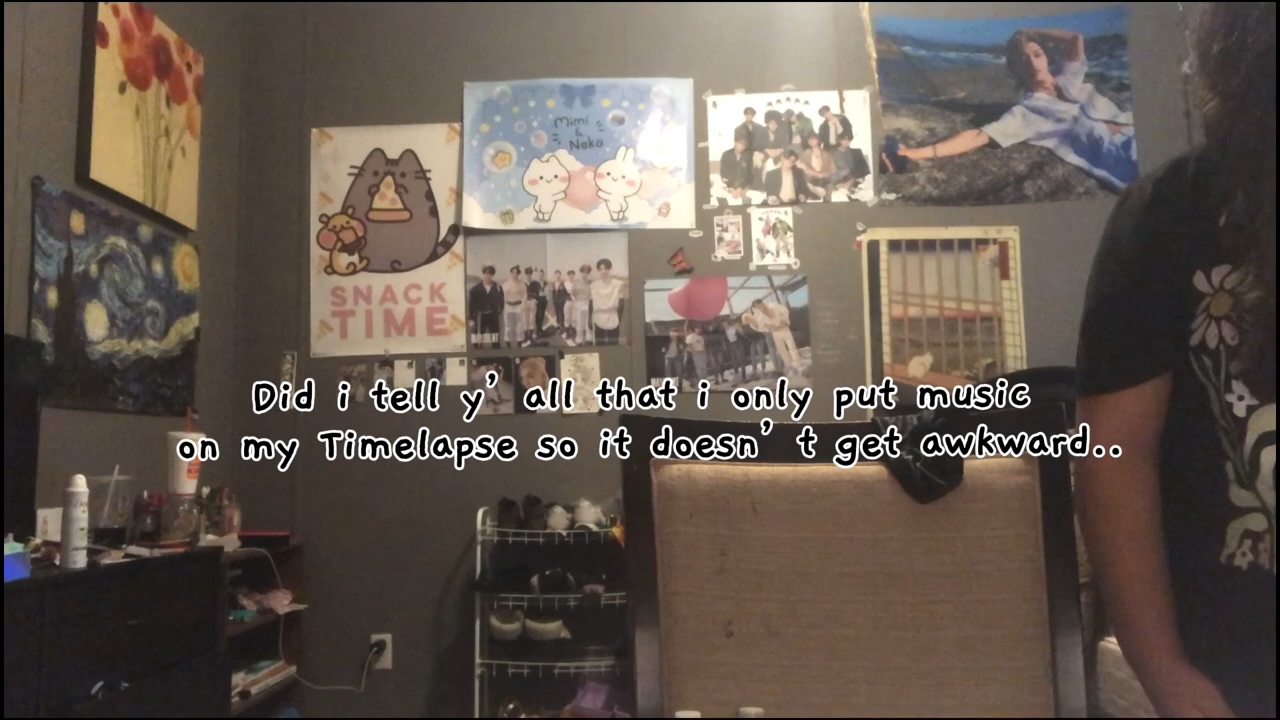 Mimi
&
Neko
SNACK
TIME
Did i tell y' all that i only put music
on my Timelapse so it doesn' t get awkward..